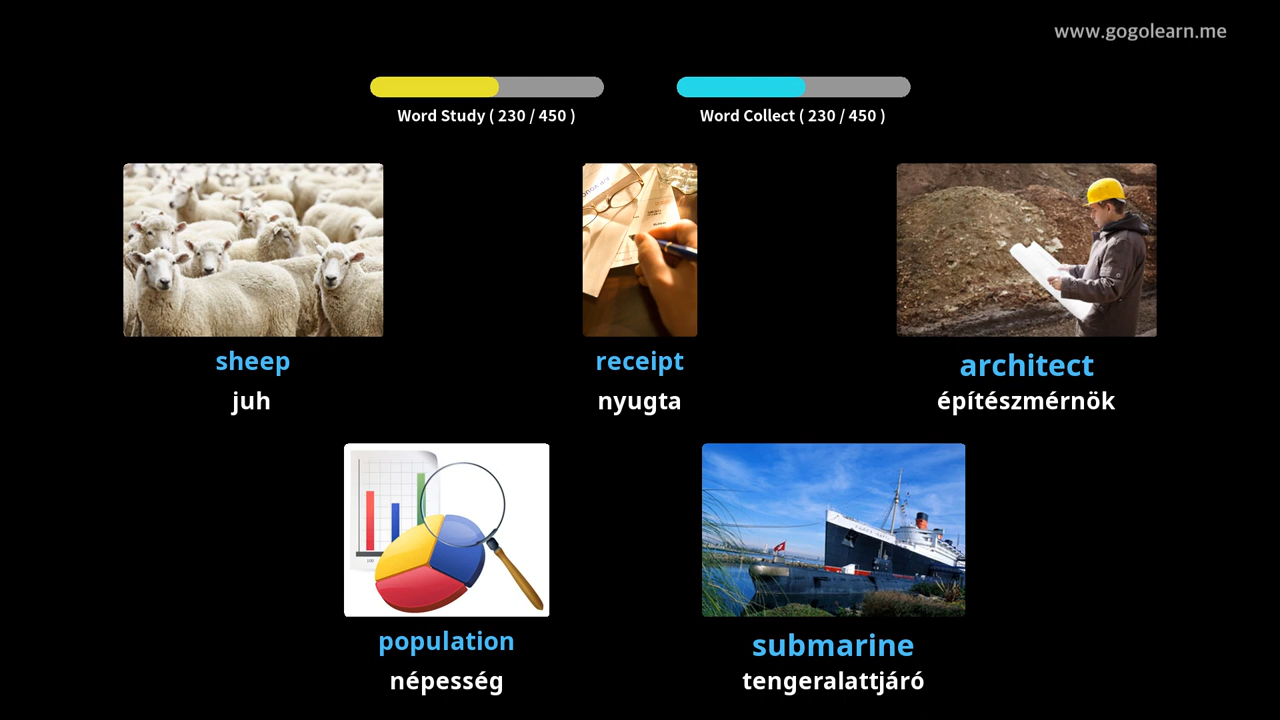 www.gogolearn.me
Word Study ( 230 / 450 )
Word Collect ( 230 / 450 )
sheep
juh
receipt
nyugta
architect
építészmérnök
100
population
népesség
submarine
tengeralattjáró